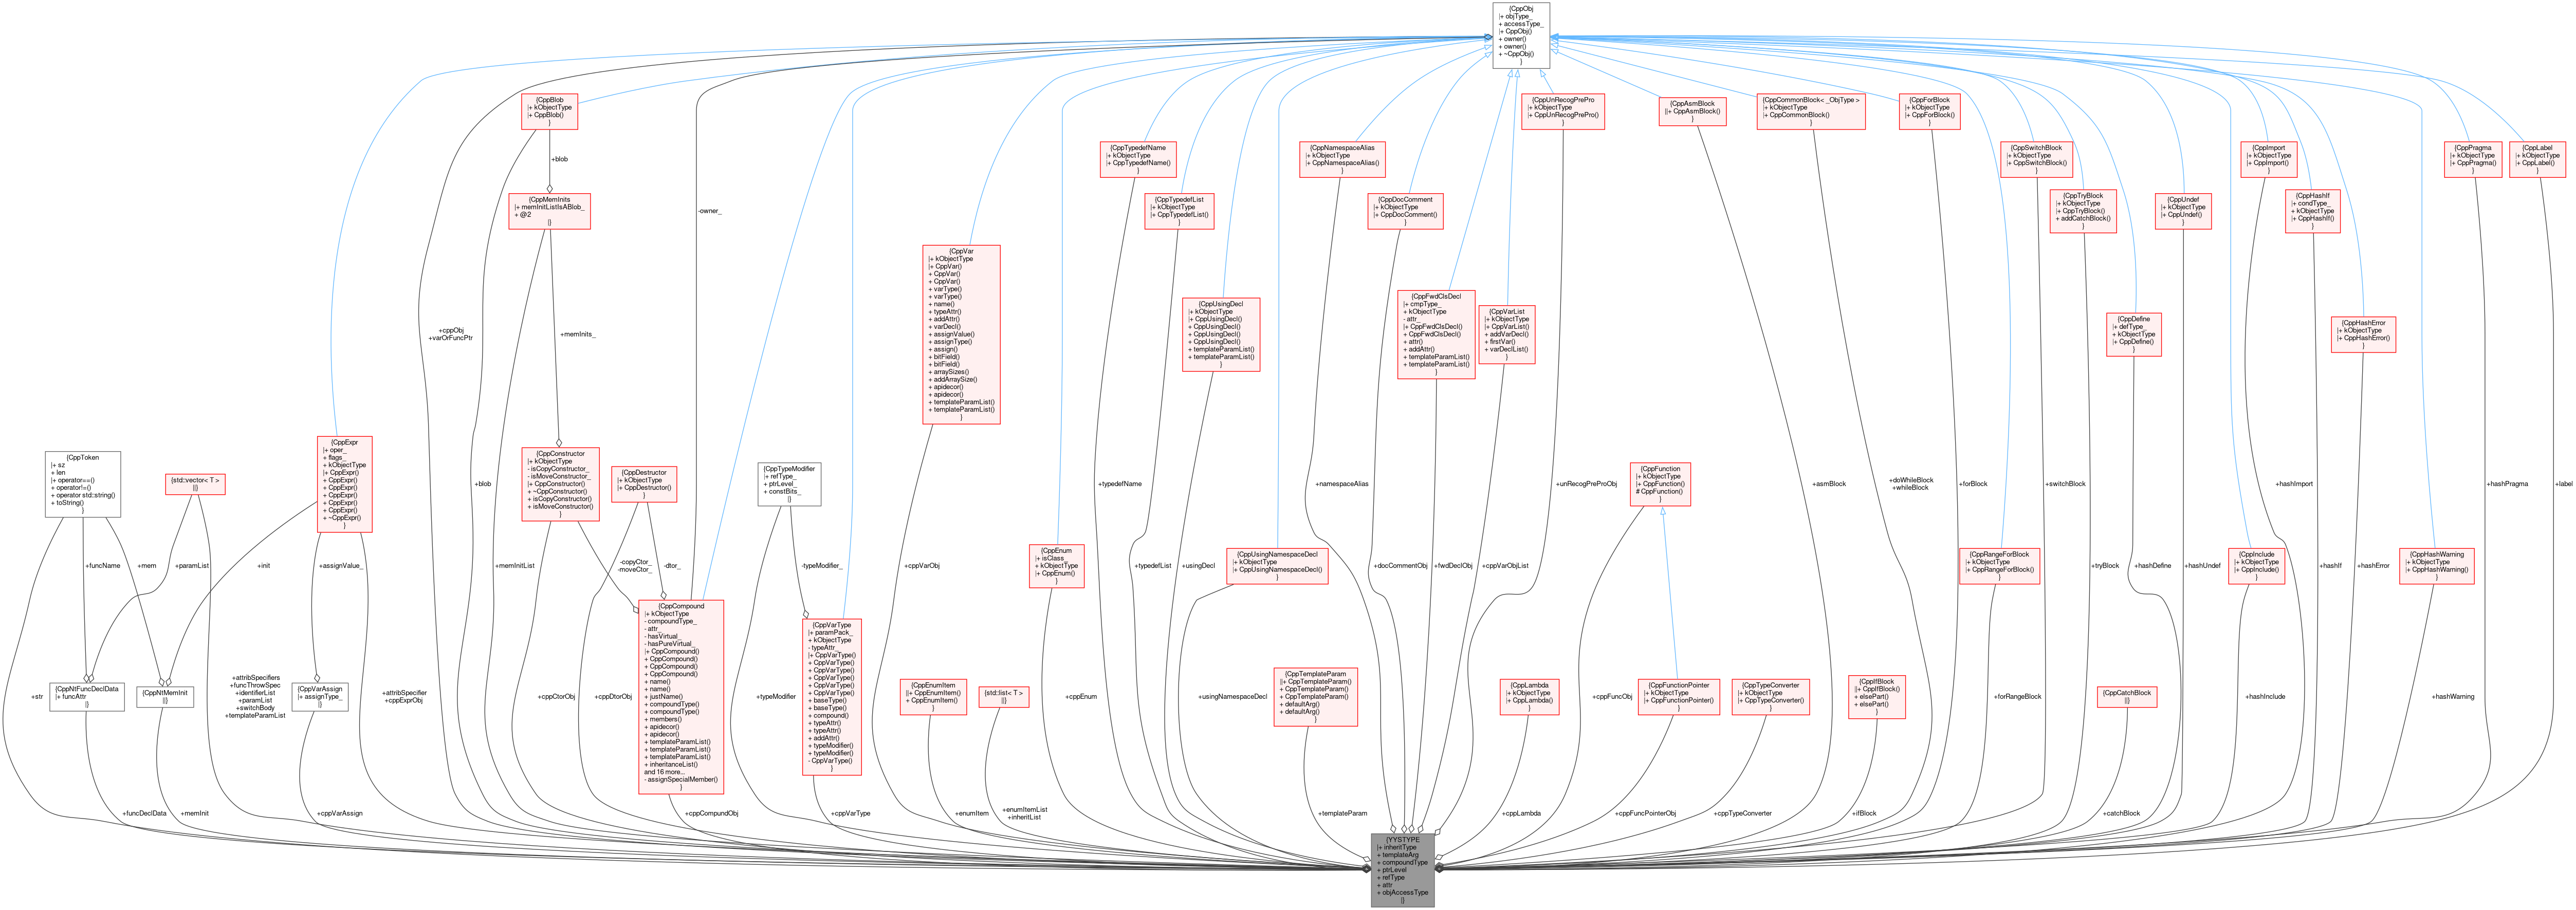 {CppObj
|+ objType_
+ accessType_
|+ CppObj()
+ owner()
+ owner()
+ ~CppObj()
}
{CppBlob
|+ kObjectType
|+ CppBlob()
}
{CppUnRecogPrePro
|+ kObjectType
|+ CppUnRecogPrePro()
}
{CppAsmBlock
||+ CppAsmBlock()
}
{CppCommonBlock< _ObjType >
|+ kObjectType
|+ CppCommonBlock()
}
{CppForBlock
|+ kObjectType
|+ CppForBlock()
}
{CppTypedefName
|+ kObjectType
|+ CppTypedefName()
}
{CppNamespaceAlias
|+ kObjectType
|+ CppNamespaceAlias()
}
{CppSwitchBlock
|+ kObjectType
|+ CppSwitchBlock()
}
{CppImport
|+ kObjectType
|+ CppImport()
}
{CppPragma
|+ kObjectType
|+ CppPragma()
}
{CppLabel
|+ kObjectType
|+ CppLabel()
}
+blob
{CppMemInits
|+ memInitListIsABlob_
+ @2
|}
-owner_
{CppTypedefList
|+ kObjectType
|+ CppTypedefList()
}
{CppDocComment
|+ kObjectType
|+ CppDocComment()
}
{CppTryBlock
|+ kObjectType
|+ CppTryBlock()
+ addCatchBlock()
}
{CppUndef
|+ kObjectType
|+ CppUndef()
}
{CppHashIf
|+ condType_
+ kObjectType
|+ CppHashIf()
}
{CppVar
|+ kObjectType
|+ CppVar()
+ CppVar()
+ CppVar()
+ varType()
+ varType()
+ name()
+ typeAttr()
+ addAttr()
+ varDecl()
+ assignValue()
+ assignType()
+ assign()
+ bitField()
+ bitField()
+ arraySizes()
+ addArraySize()
+ apidecor()
+ apidecor()
+ templateParamList()
+ templateParamList()
}
{CppUsingDecl
|+ kObjectType
|+ CppUsingDecl()
+ CppUsingDecl()
+ CppUsingDecl()
+ CppUsingDecl()
+ templateParamList()
+ templateParamList()
}
{CppFwdClsDecl
|+ cmpType_
+ kObjectType
- attr_
|+ CppFwdClsDecl()
+ CppFwdClsDecl()
+ attr()
+ addAttr()
+ templateParamList()
+ templateParamList()
}
{CppVarList
|+ kObjectType
|+ CppVarList()
+ addVarDecl()
+ firstVar()
+ varDeclList()
}
{CppDefine
|+ defType_
+ kObjectType
|+ CppDefine()
}
{CppHashError
|+ kObjectType
|+ CppHashError()
}
+cppObj
+varOrFuncPtr
+memInits_
{CppToken
|+ sz
+ len
|+ operator==()
+ operator!=()
+ operator std::string()
+ toString()
}
{std::vector< T >
||}
{CppExpr
|+ oper_
+ flags_
+ kObjectType
|+ CppExpr()
+ CppExpr()
+ CppExpr()
+ CppExpr()
+ CppExpr()
+ CppExpr()
+ ~CppExpr()
}
+blob
{CppConstructor
|+ kObjectType
- isCopyConstructor_
- isMoveConstructor_
|+ CppConstructor()
+ ~CppConstructor()
+ isCopyConstructor()
+ isMoveConstructor()
}
{CppDestructor
|+ kObjectType
|+ CppDestructor()
}
{CppTypeModifier
|+ refType_
+ ptrLevel_
+ constBits_
|}
+typedefName
+namespaceAlias
+unRecogPreProObj
{CppFunction
|+ kObjectType
|+ CppFunction()
# CppFunction()
}
+asmBlock
+doWhileBlock
+whileBlock
+forBlock
+switchBlock
+hashImport
+hashPragma
+label
+funcName
+mem
+paramList
+init
+assignValue_
+memInitList
-copyCtor_
-moveCtor_
-dtor_
-typeModifier_
+cppVarObj
{CppEnum
|+ isClass_
+ kObjectType
|+ CppEnum()
}
+typedefList
+usingDecl
{CppUsingNamespaceDecl
|+ kObjectType
|+ CppUsingNamespaceDecl()
}
+docCommentObj
+fwdDeclObj
+cppVarObjList
{CppRangeForBlock
|+ kObjectType
|+ CppRangeForBlock()
}
+tryBlock
+hashDefine
+hashUndef
{CppInclude
|+ kObjectType
|+ CppInclude()
}
+hashIf
+hashError
{CppHashWarning
|+ kObjectType
|+ CppHashWarning()
}
{CppCompound
|+ kObjectType
- compoundType_
- attr_
- hasVirtual_
- hasPureVirtual_
|+ CppCompound()
+ CppCompound()
+ CppCompound()
+ CppCompound()
+ name()
+ name()
+ justName()
+ compoundType()
+ compoundType()
+ members()
+ apidecor()
+ apidecor()
+ templateParamList()
+ templateParamList()
+ templateParamList()
+ inheritanceList()
and 16 more...
- assignSpecialMember()
}
{CppVarType
|+ paramPack_
+ kObjectType
- typeAttr_
|+ CppVarType()
+ CppVarType()
+ CppVarType()
+ CppVarType()
+ CppVarType()
+ CppVarType()
+ baseType()
+ baseType()
+ compound()
+ typeAttr()
+ typeAttr()
+ addAttr()
+ typeModifier()
+ typeModifier()
- CppVarType()
}
+str
{CppNtFuncDeclData
|+ funcAttr
|}
{CppNtMemInit
||}
+attribSpecifiers
+funcThrowSpec
+identifierList
+paramList
+switchBody
+templateParamList
{CppVarAssign
|+ assignType_
|}
+attribSpecifier
+cppExprObj
+cppCtorObj
+cppDtorObj
+typeModifier
{CppEnumItem
||+ CppEnumItem()
+ CppEnumItem()
}
{std::list< T >
||}
+cppEnum
+usingNamespaceDecl
{CppTemplateParam
||+ CppTemplateParam()
+ CppTemplateParam()
+ CppTemplateParam()
+ defaultArg()
+ defaultArg()
}
{CppLambda
|+ kObjectType
|+ CppLambda()
}
+cppFuncObj
{CppFunctionPointer
|+ kObjectType
|+ CppFunctionPointer()
}
{CppTypeConverter
|+ kObjectType
|+ CppTypeConverter()
}
{CppIfBlock
||+ CppIfBlock()
+ elsePart()
+ elsePart()
}
+forRangeBlock
{CppCatchBlock
||}
+hashInclude
+hashWarning
+funcDeclData
+memInit
+cppVarAssign
+cppCompundObj
+cppVarType
+enumItem
+enumItemList
+inheritList
+templateParam
+cppLambda
+cppFuncPointerObj
+cppTypeConverter
+ifBlock
+catchBlock
{YYSTYPE
|+ inheritType
+ templateArg
+ compoundType
+ ptrLevel
+ refType
+ attr
+ objAccessType
|}